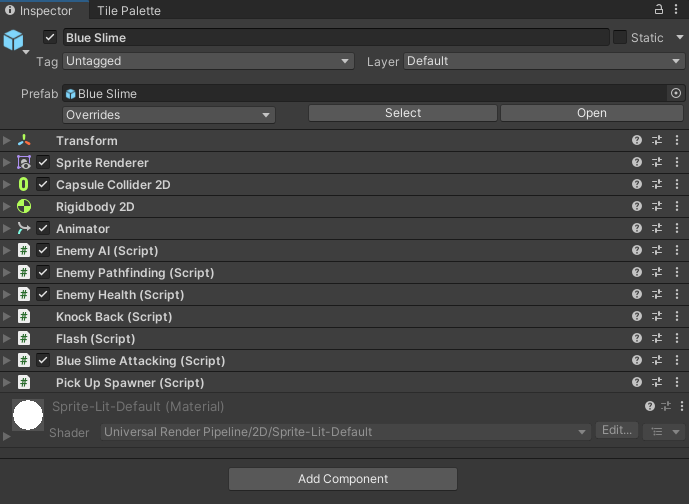 Inspector Tile Palette
Blue Slime Static
Tag Untagged Layer Default
Prefab Blue Slime
Overrides Select Open
Transform
Sprite Renderer
Capsule Collider 2D
Rigidbody 2D
Animator
Enemy AI (Script)
Enemy Pathfinding (Script)
Enemy Health (Script)
Knock Back (Script)
Flash (Script)
Blue Slime Attacking (Script)
Pick Up Spawner (Script)
Sprite-Lit-Default (Material)
Shader Universal Render Pipeline/2D/Sprite-Lit-Default Edit...
Add Component